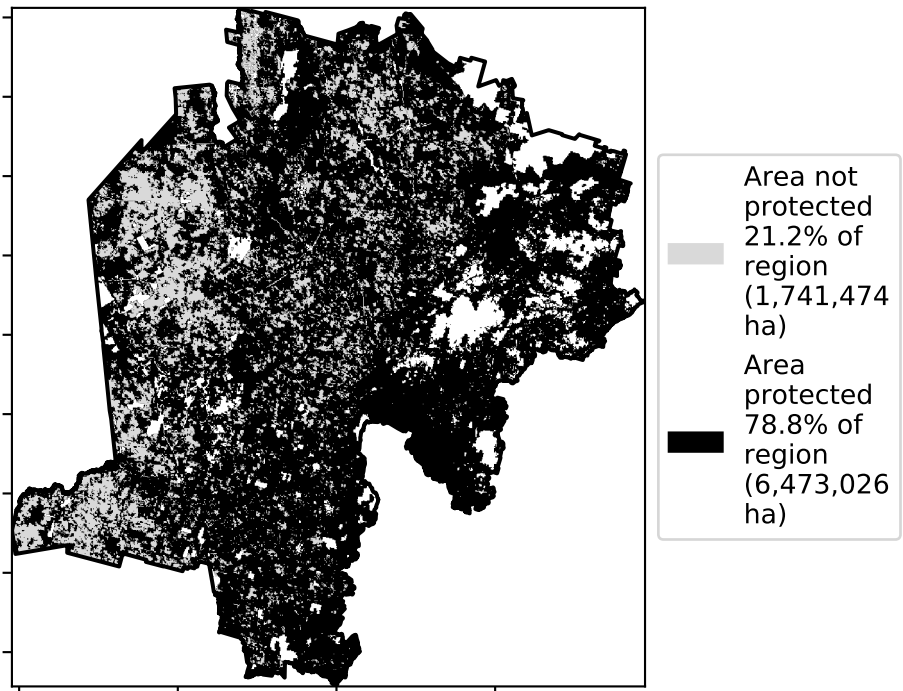 Area not
protected
21.2% of
region
(1,741,474
ha)
Area
protected
78.8% of
region
(6,473,026
ha)